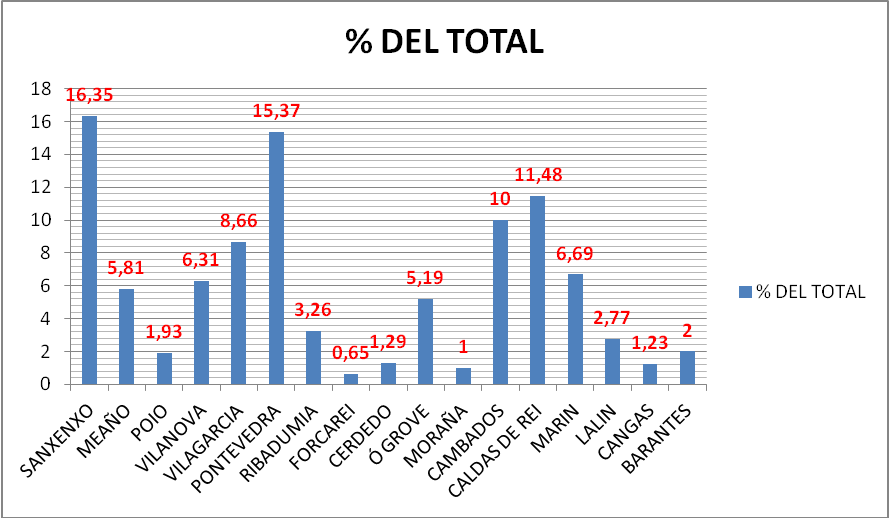 % DEL TOTAL
18
16
14
12
10
8
6
4
2
0
16,35
5,81
1,93
6,31
8,66
15,37
3,26
0,65
1,29
5,19
1
10
11,48
6,69
2,77
1,23
2
SANXENXO
MEAÑO
POIO
VILANOVA
VILAGARCIA
PONTEVEDRA
RIBADUMIA
FORCAREI
CERDEDO
Ó GROVE
MORAÑA
CAMBADOS
CALDAS DE REI
MARIN
LALIN
CANGAS
BARANTES
% DEL TOTAL